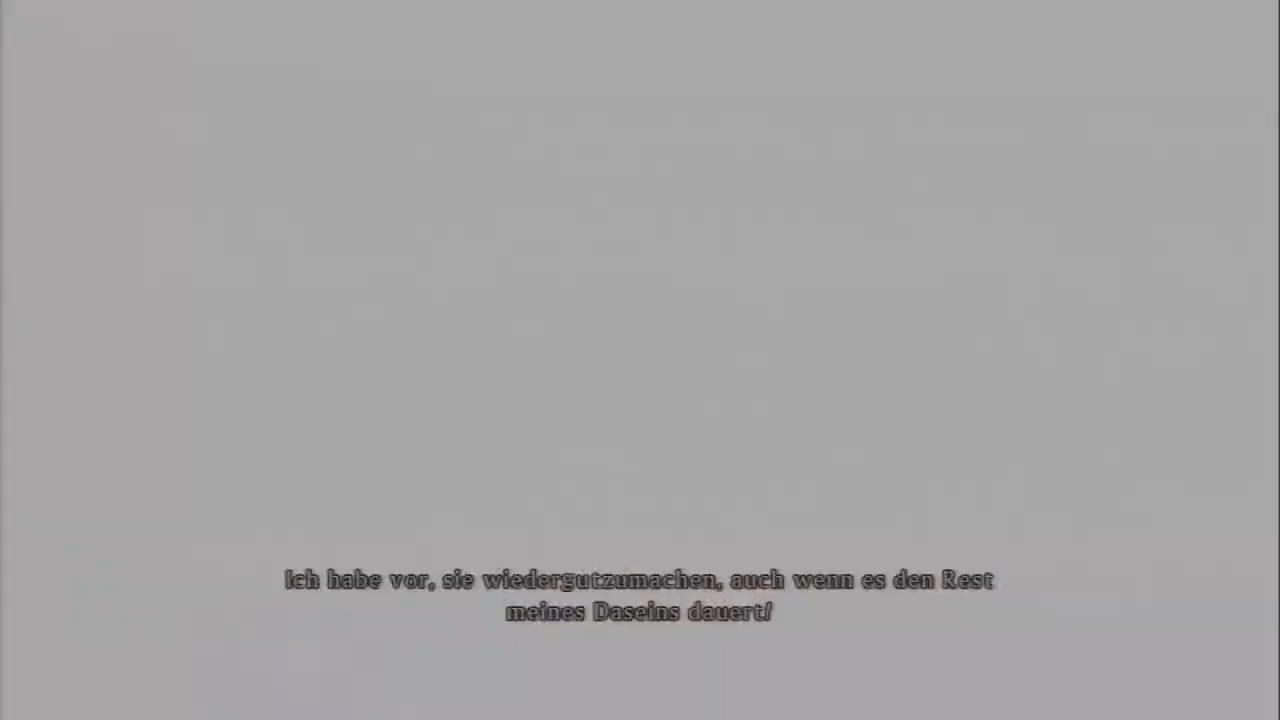 Ich habe vor, sie wiedergutzumachen, auch wenn es den Rest
meines Daseins dauert!